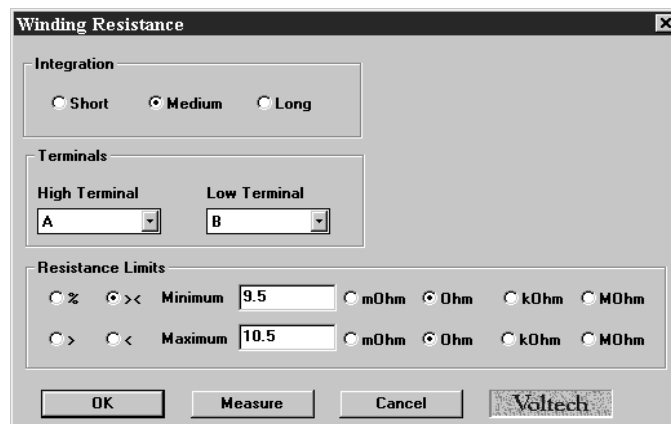 Winding Resistance
Integration
Short Medium Long
Terminals
High Terminal Low Terminal
A B
Resistance Limits
% >< Minimum 9.5 mOhm Ohm kOhm MOhm
> < Maximum 10.5 mOhm Ohm kOhm MOhm
OK Measure Cancel Voltech